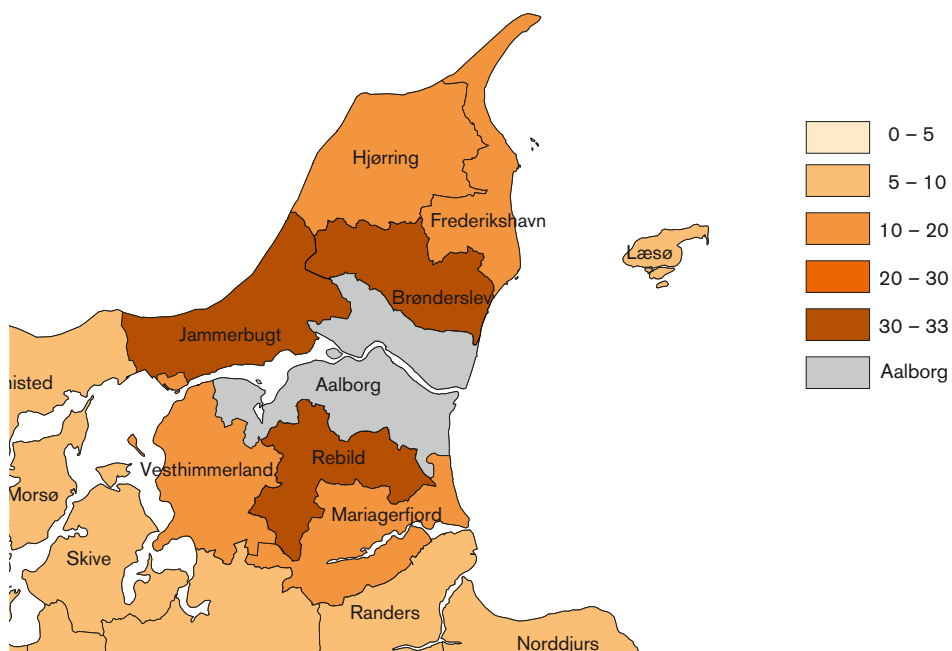 Hjørring
Frederikshavn
Læsø
Brønderslev
Jammerbugt
nisted
Aalborg
Vesthimmerland
Rebild
Morsø
Mariagerfjord
Skive
Randers
Norddjurs
0 – 5
5 – 10
10 – 20
20 – 30
30 – 33
Aalborg